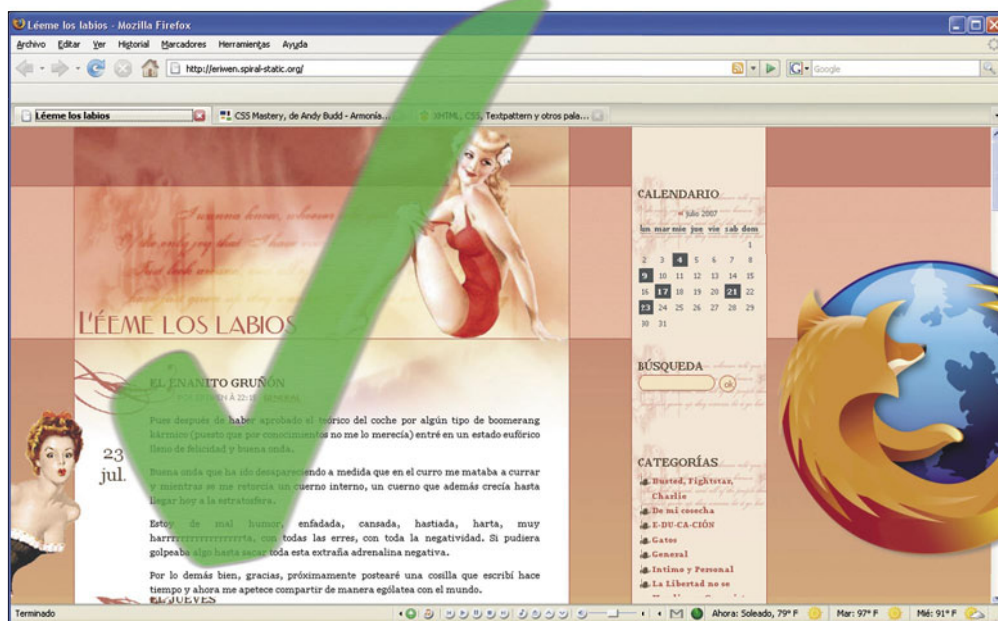 Léeme los labios - Mozilla Firefox
Archivo Editar Ver Historial Marcadores Herramientas Ayuda
http://eriwen.spiral-static.org/
G Google
Léeme los labios
CSS Mastery, de Andy Budd - Armonía...
XHTML, CSS, Textpattern y otros pala...
L'ÉEME LOS LABIOS
EL ENANITO GRUÑÓN
23
jul.
Pues después de haber aprobado el teórico del coche por algún tipo de boomerang
kármico (puesto que por conocimientos no me lo merecía) entré en un estado eufórico
lleno de felicidad y buena onda.
Buena onda que ha ido desapareciendo a medida que en el curro me mataba a currar
y mientras se me retorcía un cuerno interno, un cuerno que además crecía hasta
llegar hoy a la estratosfera.
Estoy de mal humor, enfadada, cansada, hastiada, harta, muy
harrrrrrrrrrrrrrrrrta, con todas las erres, con toda la negatividad. Si pudiera
golpeaba algo hasta sacar toda esta extraña adrenalina negativa.
Por lo demás bien, gracias, próximamente postearé una cosilla que escribí hace
tiempo y ahora me apetece compartir de manera ególatea con el mundo.
EL JUEVES
CALENDARIO
« julio 2007
lun mar mie jue vie sab dom
1
2 3 4 5 6 7 8
9 10 11 12 13 14 15
16 17 18 19 20 21 22
23 24 25 26 27 28 29
30 31
BÚSQUEDA
ok
CATEGORÍAS
Busted, Fightstar,
Charlie
De mi cosecha
E-DU-CA-CIÓN
Gatos
General
Intimo y Personal
La Libertad no se
Terminado
Ahora: Soleado, 79° F
Mar: 97° F
Mié: 91° F